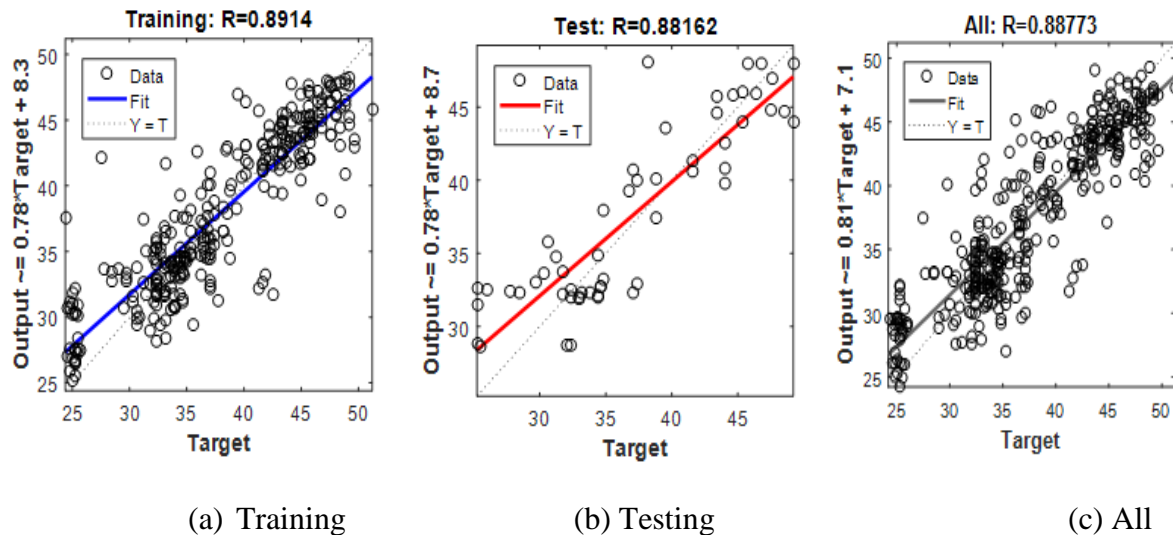 Training: R=0.8914
Output ~= 0.78*Target + 8.3
50
45
40
35
30
25
Data
Fit
Y = T
25 30 35 40 45 50
Target
Test: R=0.88162
Output ~= 0.78*Target + 8.7
45
40
35
30
Data
Fit
Y = T
30 35 40 45
Target
All: R=0.88773
Output ~= 0.81*Target + 7.1
50
45
40
35
30
25
Data
Fit
Y = T
25 30 35 40 45 50
Target
(a) Training (b) Testing (c) All